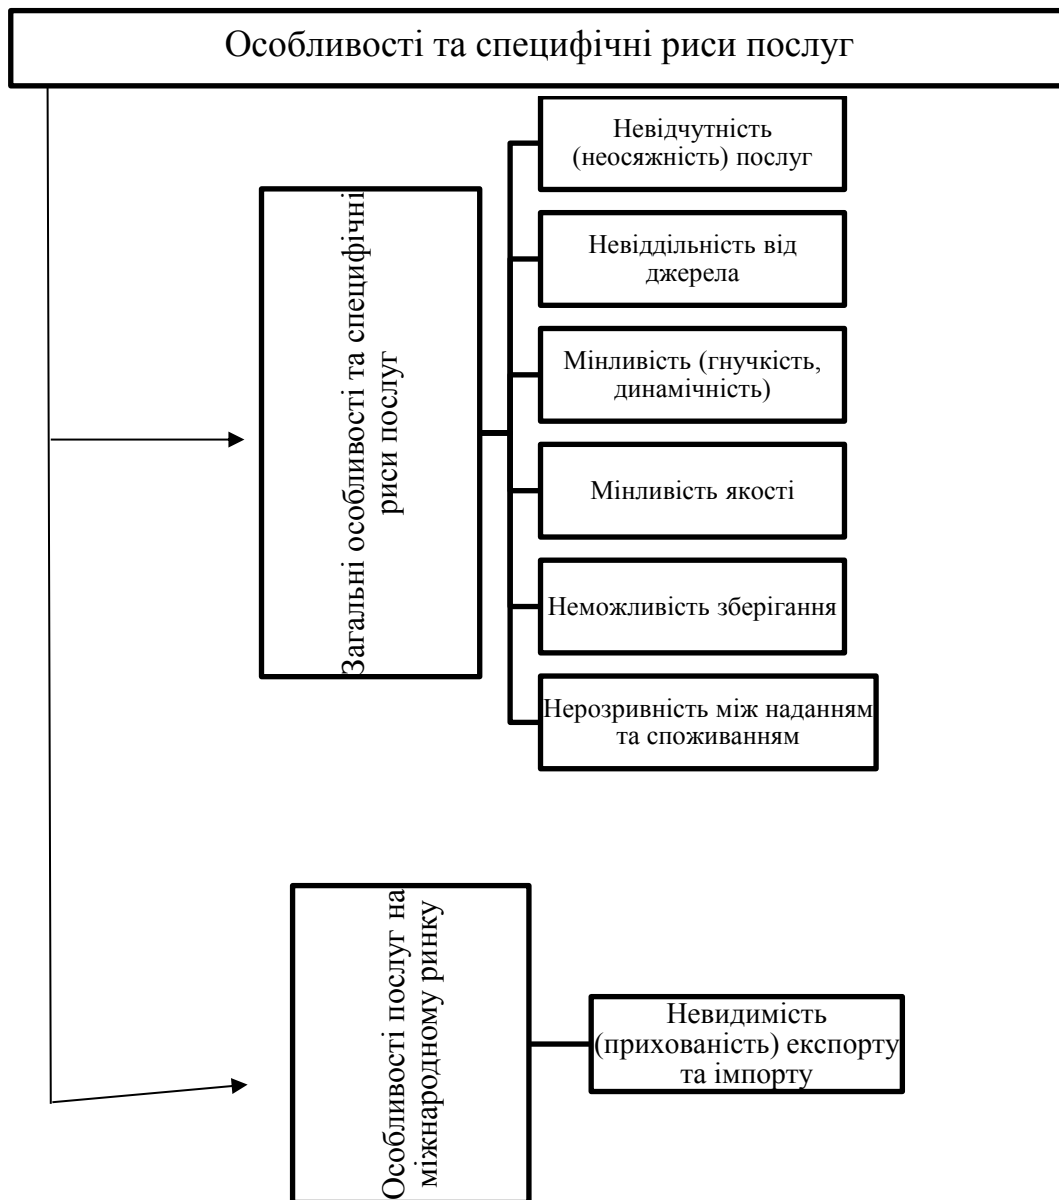 Особливості та специфічні риси послуг
Загальні особливості та специфічні
риси послуг
Невідчутність
(неосяжність) послуг
Невіддільність від
джерела
Мінливість (гнучкість,
динамічність)
Мінливість якості
Неможливість зберігання
Нерозривність між наданням
та споживанням
Особливості послуг на
міжнародному ринку
Невидимість
(прихованість) експорту
та імпорту